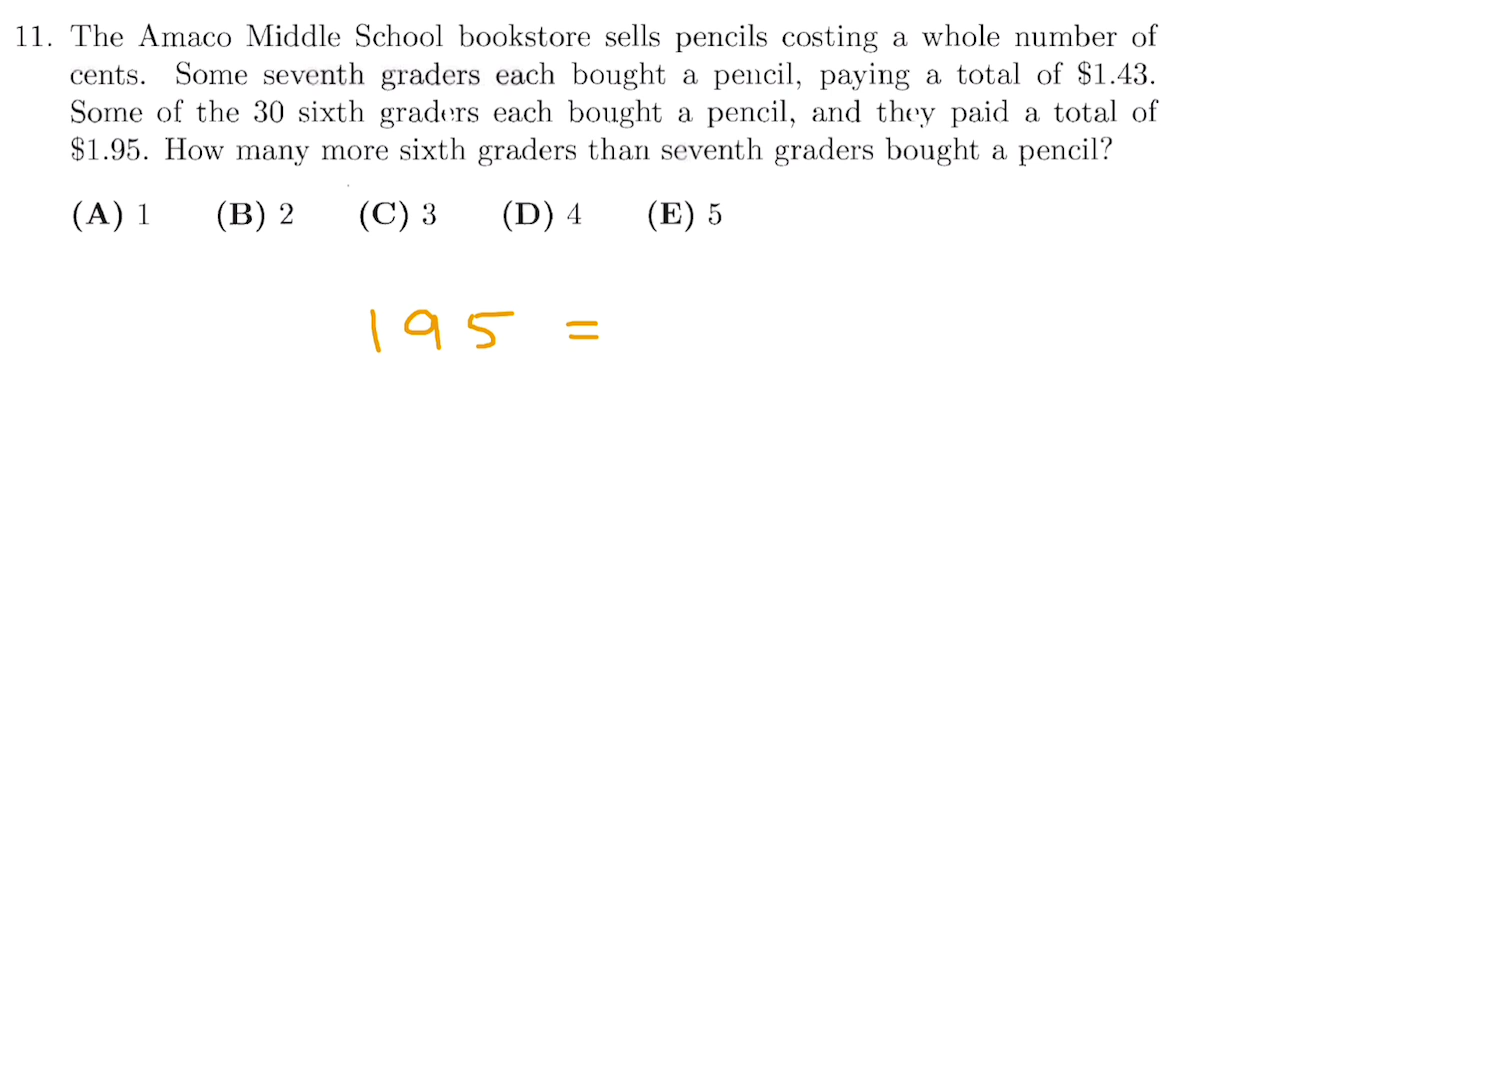 11. The Amaco Middle School bookstore sells pencils costing a whole number of
cents. Some seventh graders each bought a pencil, paying a total of $1.43.
Some of the 30 sixth graders each bought a pencil, and they paid a total of
$1.95. How many more sixth graders than seventh graders bought a pencil?
(A) 1 (B) 2 (C) 3 (D) 4 (E) 5
195 =